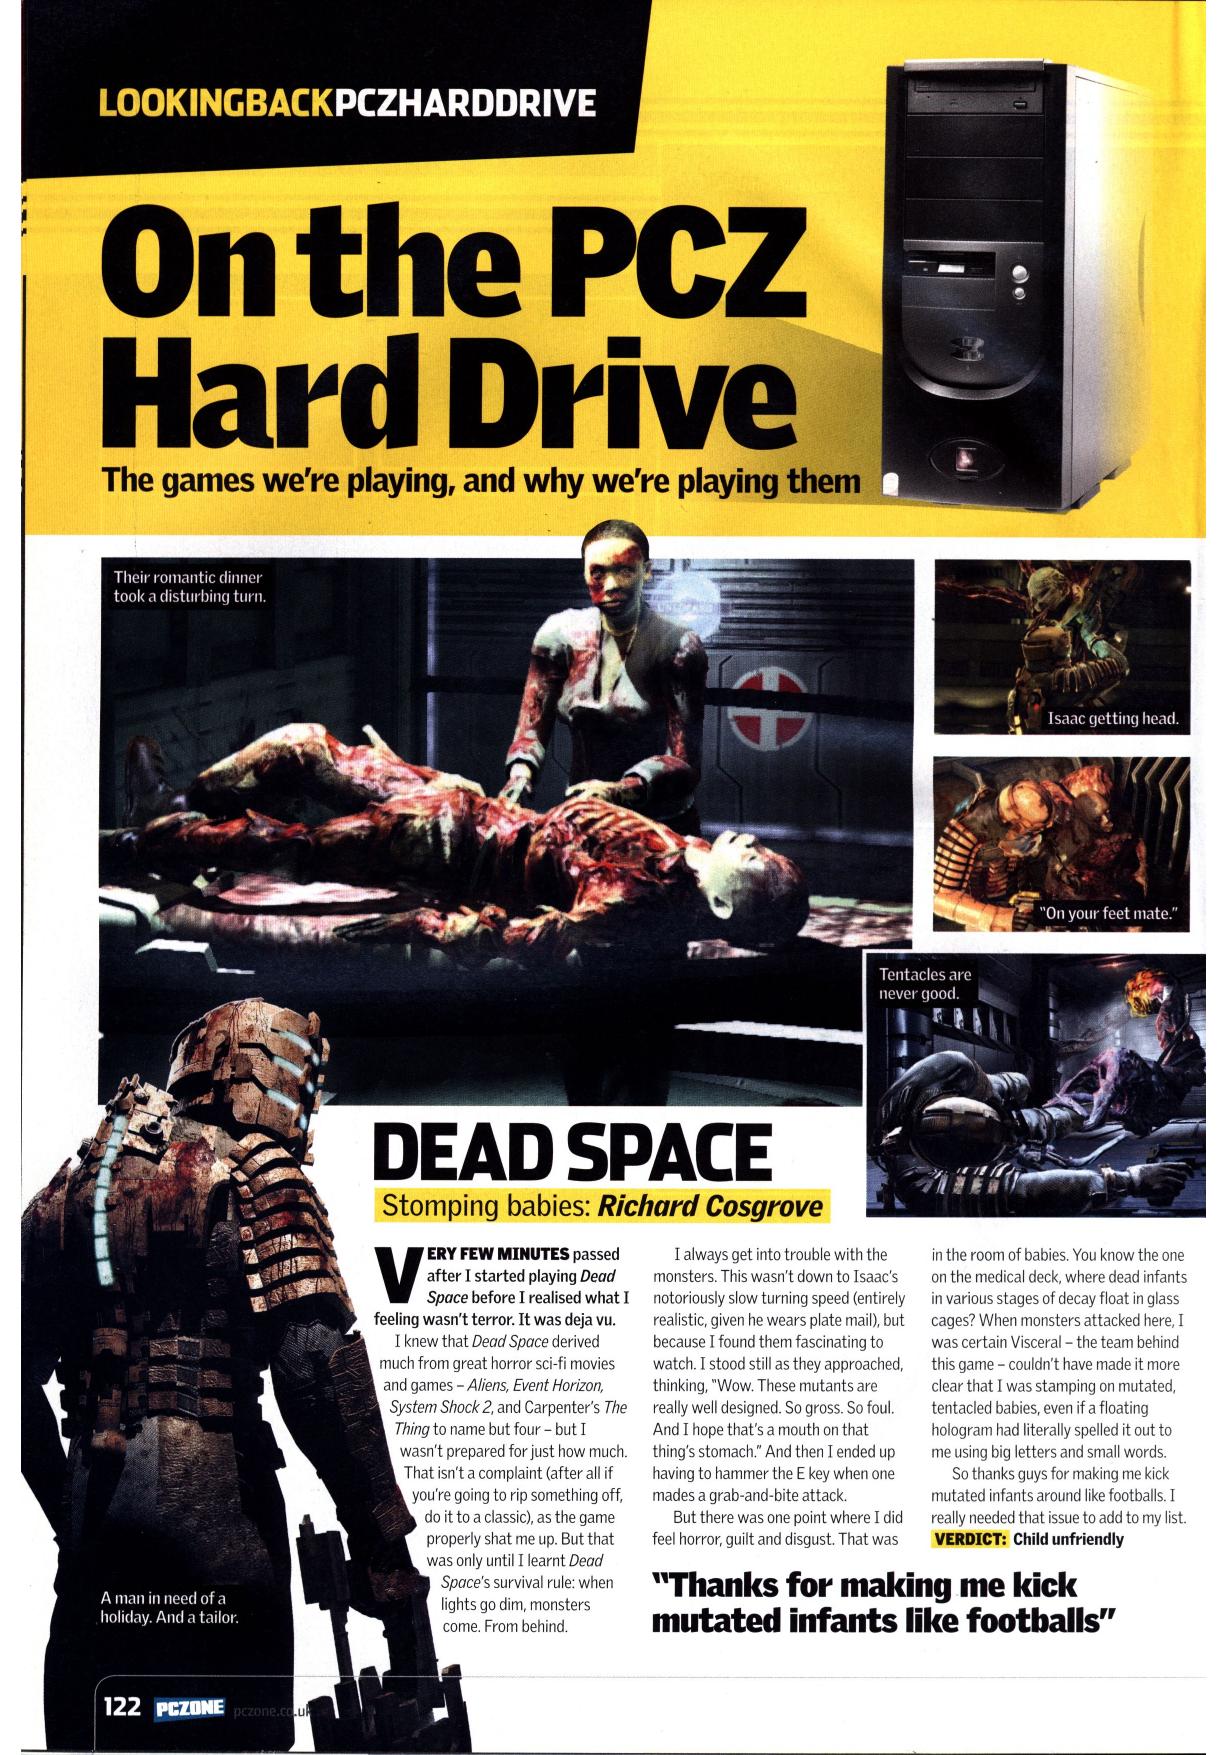 LOOKINGBACKPCZHARDDRIVE
On the PCZ
Hard Drive
The games we're playing, and why we're playing them
Their romantic dinner
took a disturbing turn.
Isaac getting head.
"On your feet mate."
Tentacles are
never good.
DEAD SPACE
Stomping babies: Richard Cosgrove
VERY FEW MINUTES passed
after I started playing Dead
Space before I realised what I
feeling wasn't terror. It was deja vu.
I knew that Dead Space derived
much from great horror sci-fi movies
and games – Aliens, Event Horizon,
System Shock 2, and Carpenter's The
Thing to name but four – but I
wasn't prepared for just how much.
That isn't a complaint (after all if
you're going to rip something off,
do it to a classic), as the game
properly shat me up. But that
was only until I learnt Dead
Space's survival rule: when
lights go dim, monsters
come. From behind.
I always get into trouble with the
monsters. This wasn't down to Isaac's
notoriously slow turning speed (entirely
realistic, given he wears plate mail), but
because I found them fascinating to
watch. I stood still as they approached,
thinking, "Wow. These mutants are
really well designed. So gross. So foul.
And I hope that's a mouth on that
thing's stomach." And then I ended up
having to hammer the E key when one
mades a grab-and-bite attack.
But there was one point where I did
feel horror, guilt and disgust. That was
in the room of babies. You know the one
on the medical deck, where dead infants
in various stages of decay float in glass
cages? When monsters attacked here, I
was certain Visceral – the team behind
this game – couldn't have made it more
clear that I was stamping on mutated,
tentacled babies, even if a floating
hologram had literally spelled it out to
me using big letters and small words.
So thanks guys for making me kick
mutated infants around like footballs. I
really needed that issue to add to my list.
VERDICT: Child unfriendly
"Thanks for making me kick
mutated infants like footballs"
A man in need of a
holiday. And a tailor.
122 PCZONE pczone.co.uk